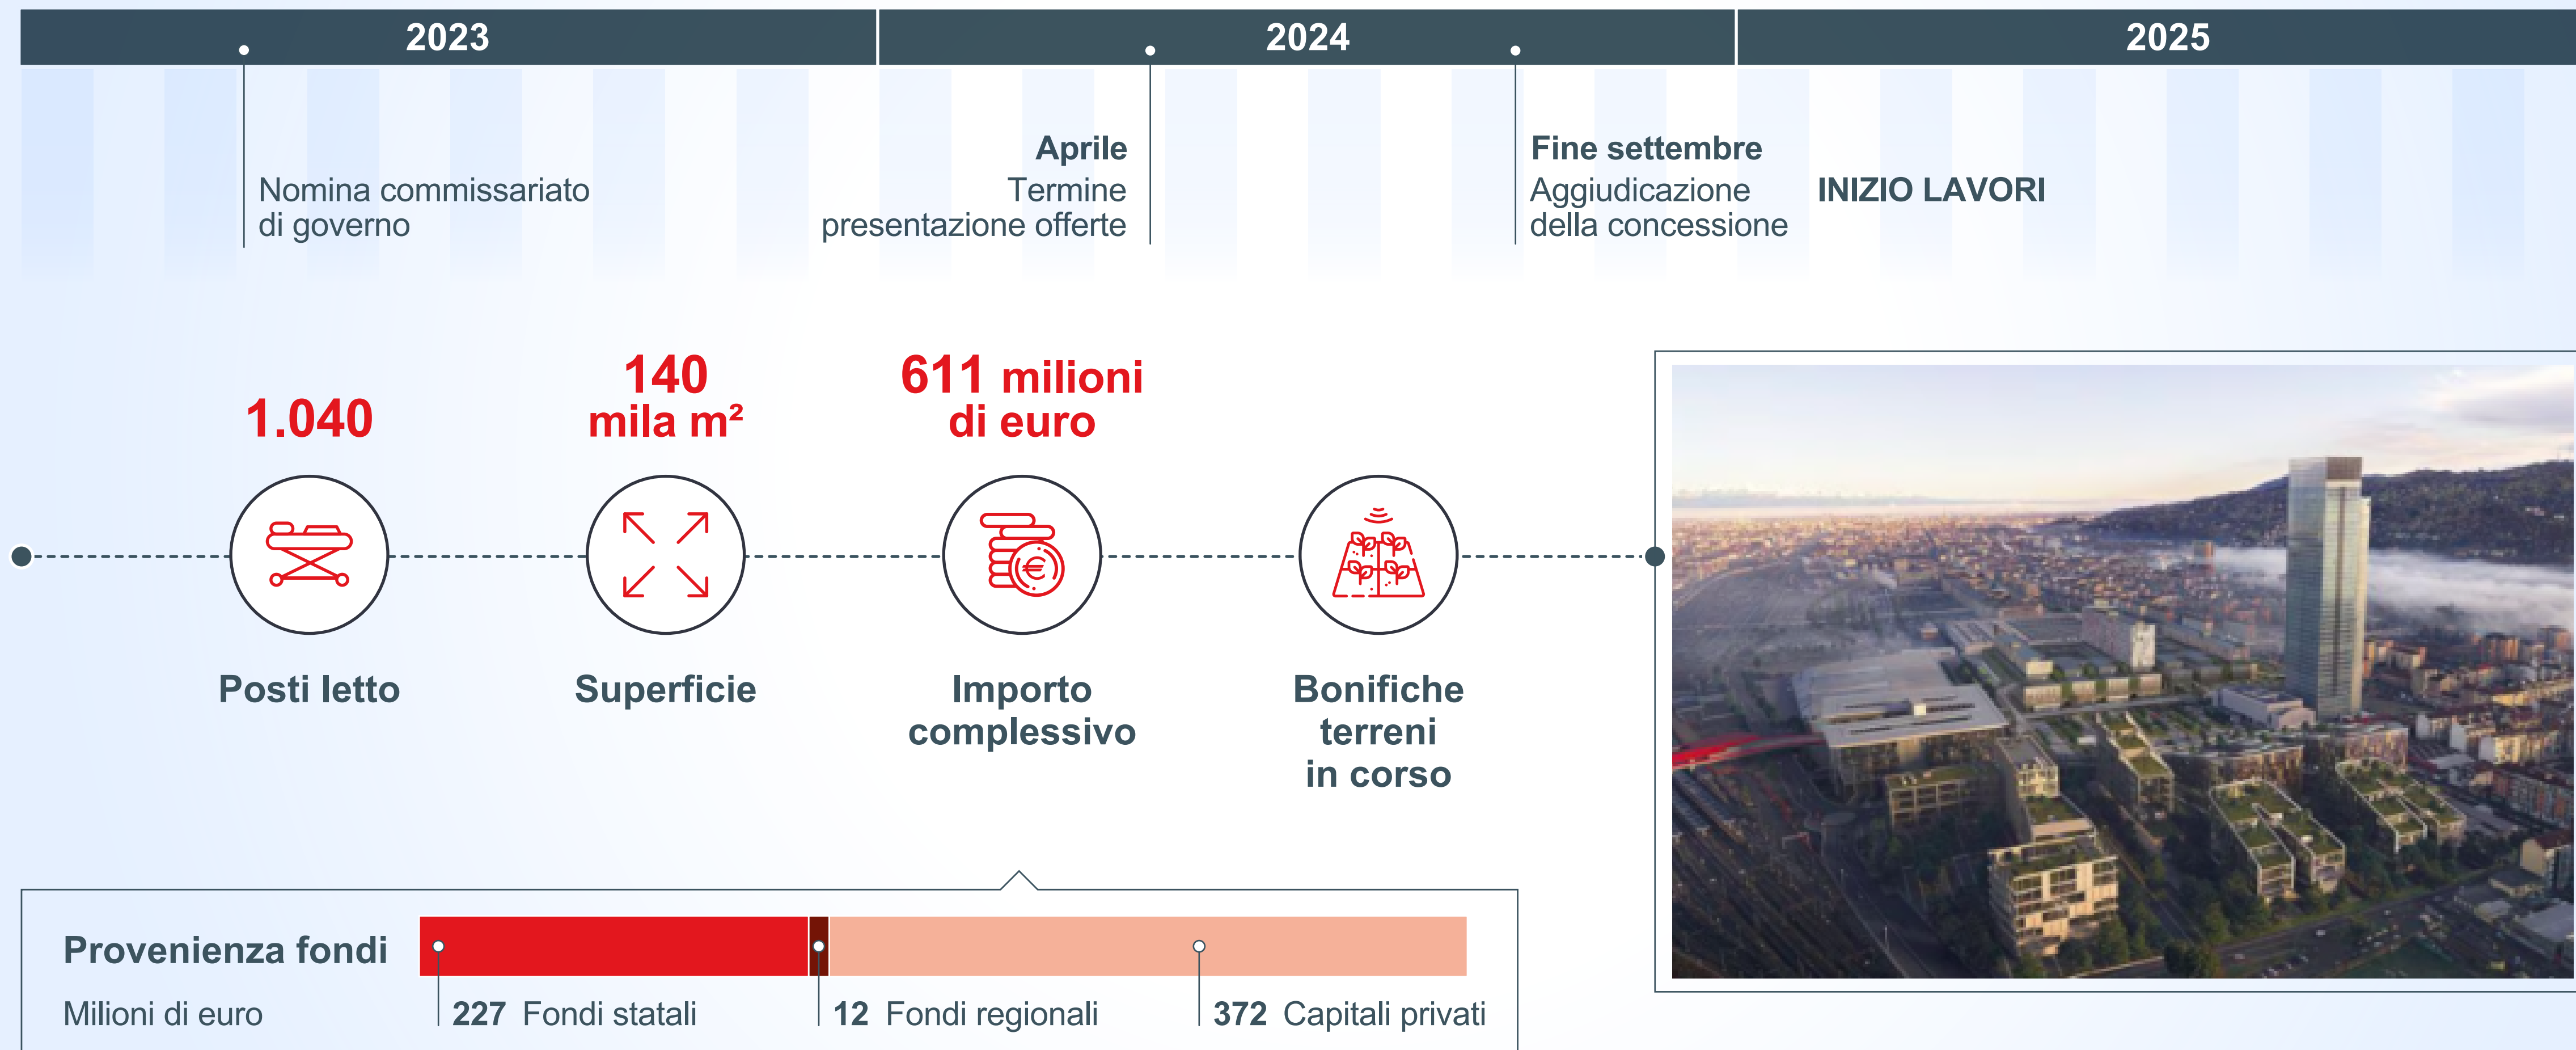 2023
2024
2025
Nomina commissariato
di governo
Aprile
Termine
presentazione offerte
Fine settembre
Aggiudicazione
della concessione
INIZIO LAVORI
1.040
Posti letto
140
mila m²
Superficie
611 milioni
di euro
€
Importo
complessivo
Bonifiche
terreni
in corso
Provenienza fondi
Milioni di euro
227 Fondi statali
12 Fondi regionali
372 Capitali privati